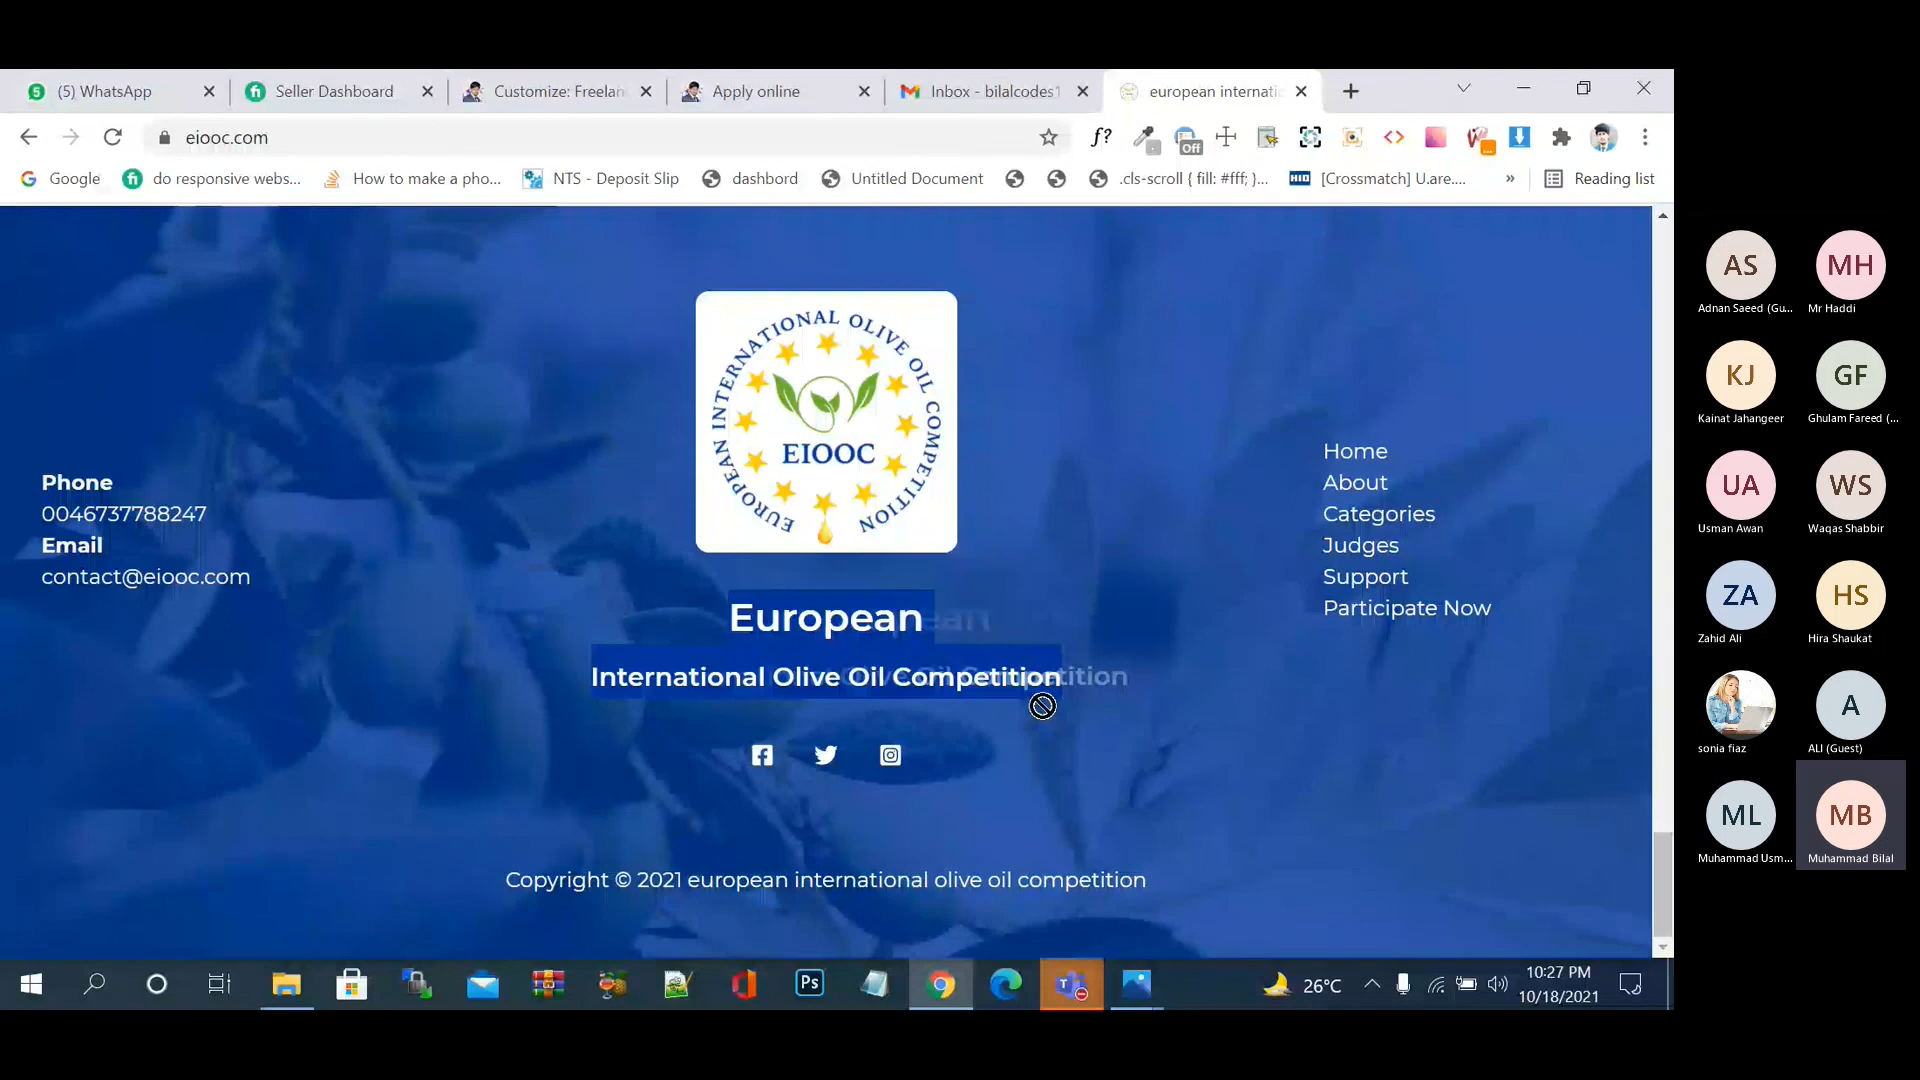 (5) WhatsApp
Seller Dashboard
Customize: Freelan
Apply online
Inbox - bilalcodes1
european internatio
eiooc.com
f?
Off
Google
do responsive webs...
How to make a pho...
NTS - Deposit Slip
dashbord
Untitled Document
.cls-scroll { fill: #fff; }...
HID
[Crossmatch] U.are....
»
Reading list
EUROPEAN INTERNATIONAL OLIVE OIL COMPETITION
EIOOC
Phone
0046737788247
Email
contact@eiooc.com
European
International Olive Oil Competition
Home
About
Categories
Judges
Support
Participate Now
Copyright © 2021 european international olive oil competition
AS
Adnan Saeed (Gu...
MH
Mr Haddi
KJ
Kainat Jahangeer
GF
Ghulam Fareed (...
UA
Usman Awan
WS
Waqas Shabbir
ZA
Zahid Ali
HS
Hira Shaukat
sonia fiaz
A
ALI (Guest)
ML
Muhammad Usm...
MB
Muhammad Bilal
Ps
26°C
10:27 PM
10/18/2021